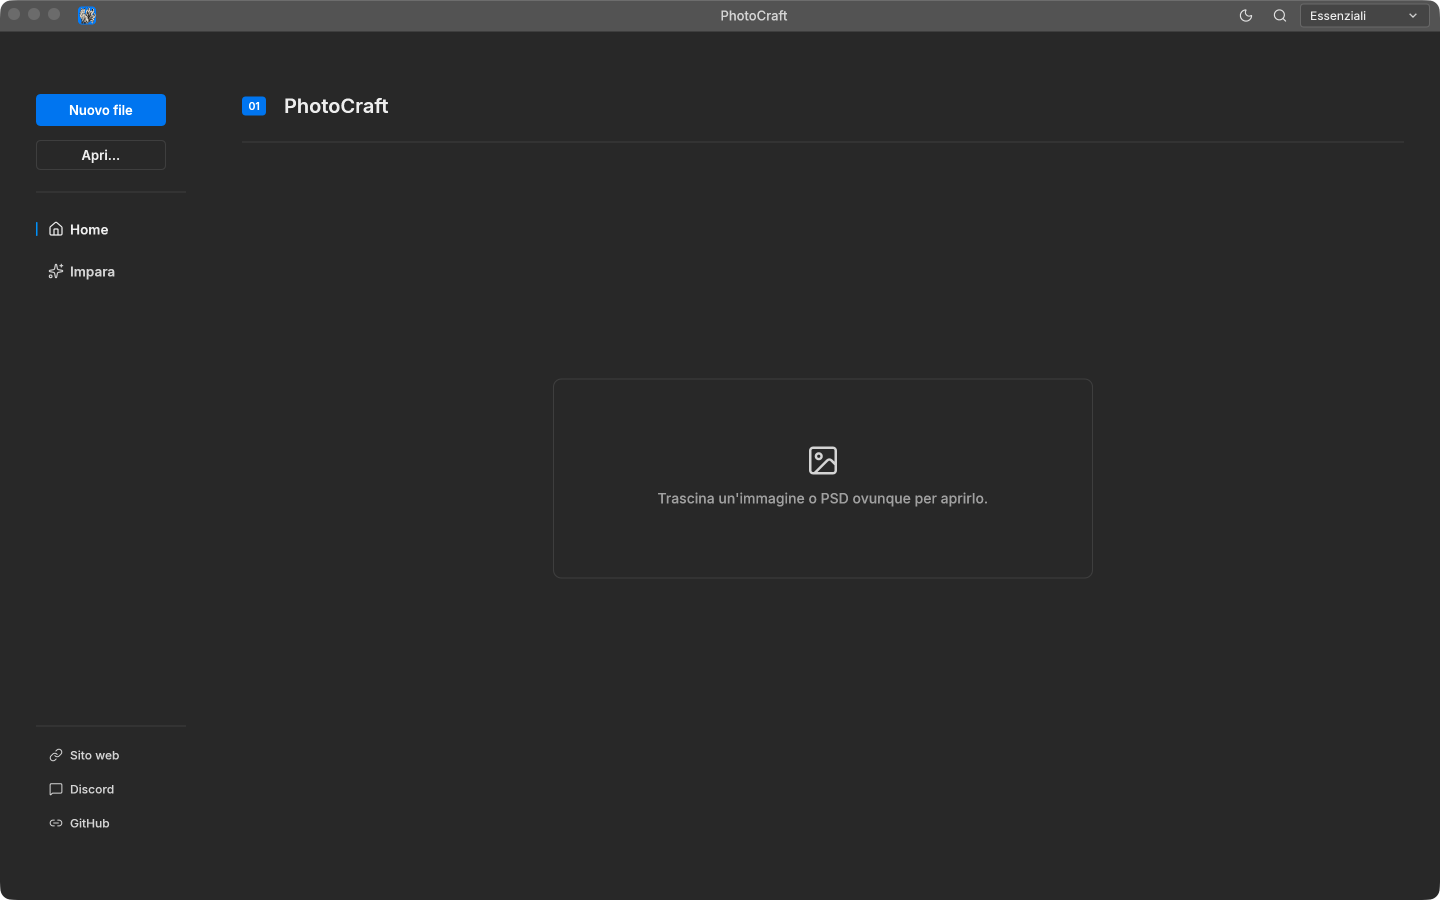 PhotoCraft
Essenziali
Nuovo file
Apri...
Home
Impara
01 PhotoCraft
Trascina un'immagine o PSD ovunque per aprirlo.
Sito web
Discord
GitHub